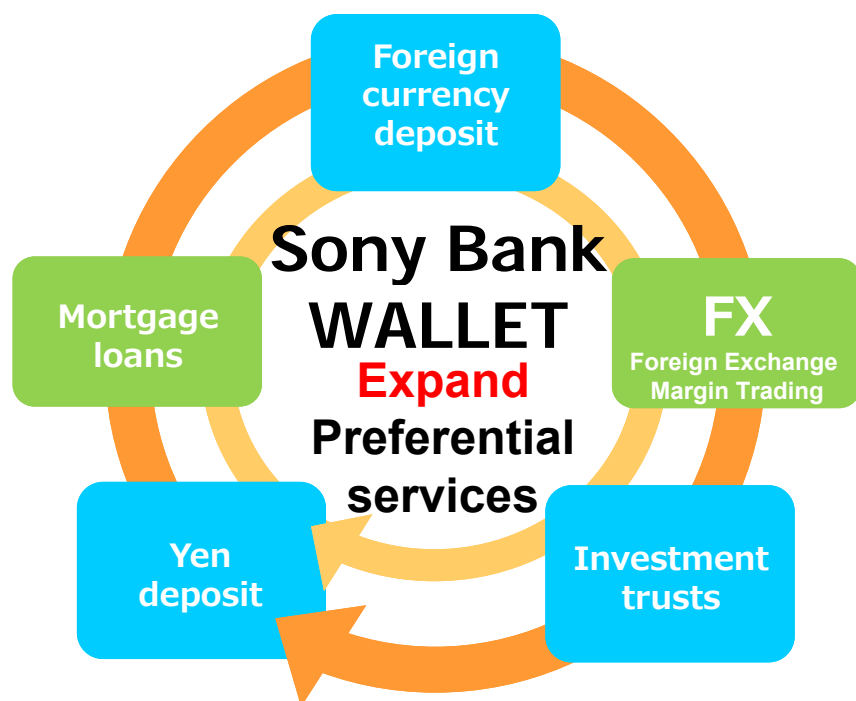 Foreign
currency
deposit
Sony Bank
WALLET
Expand
Preferential
services
Mortgage
loans
FX
Foreign Exchange
Margin Trading
Yen
deposit
Investment
trusts